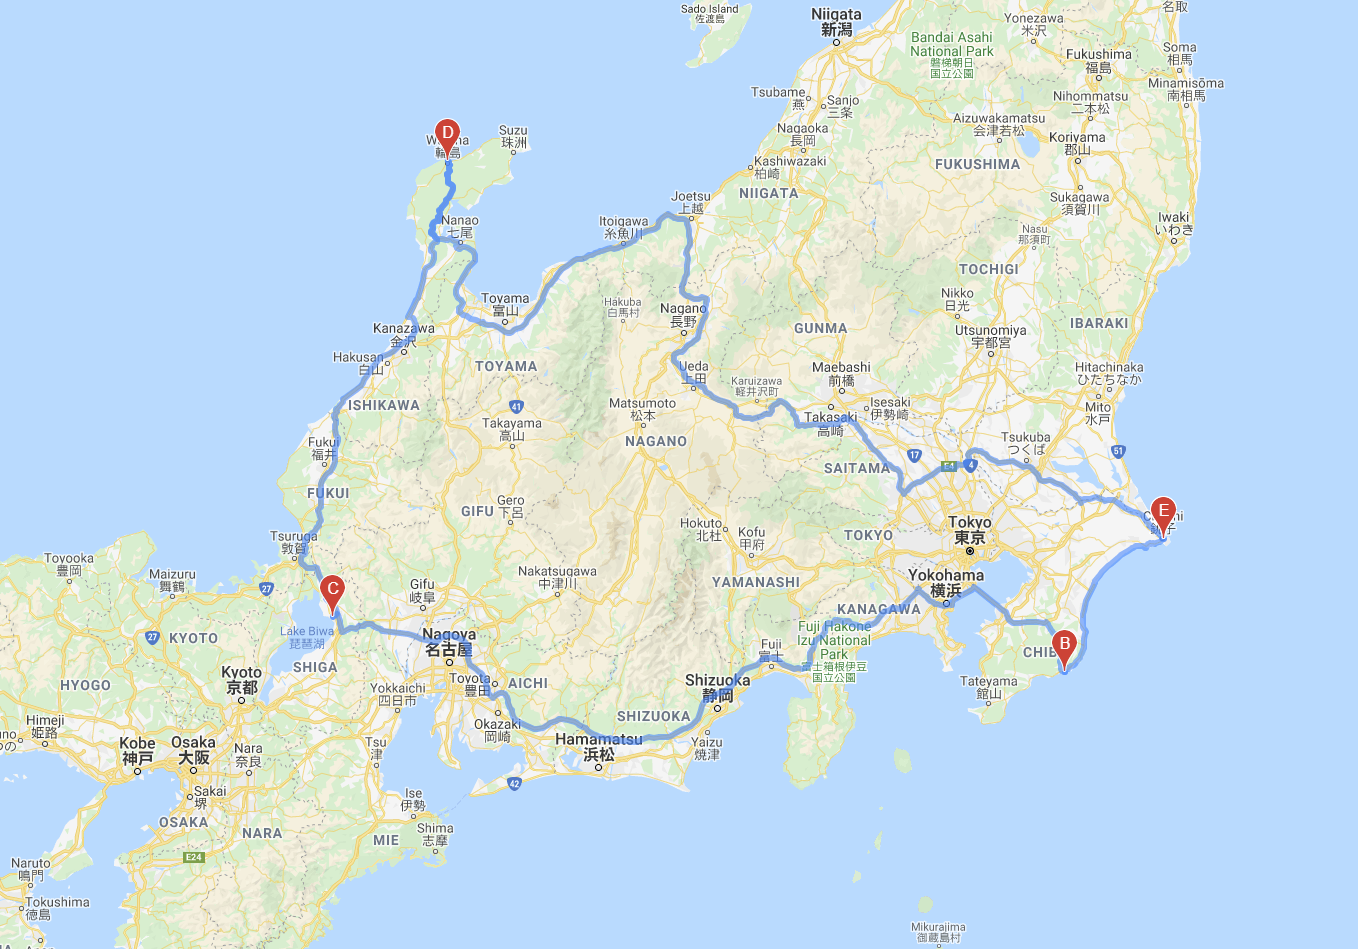 Sado Island
佐渡島
Niigata
新潟
Yonezawa
米沢
名取
Bandai Asahi
National Park
磐梯朝日
国立公園
Fukushima
福島
Soma
相馬
Minamisōma
南相馬
Nihommatsu
二本松
Tsubame
燕
Sanjo
三条
Aizuwakamatsu
会津若松
Koriyama
郡山
Nagaoka
長岡
Kashiwazaki
柏崎
FUKUSHIMA
NIIGATA
Sukagawa
須賀川
Iwaki
いわき
Nasu
那須町
D
輪島
Suzu
珠洲
Nanao
七尾
Joetsu
上越
Itoigawa
糸魚川
TOCHIGI
Nikko
日光
Utsunomiya
宇都宮
IBARAKI
Toyama
富山
Hakuba
白馬村
Nagano
長野
GUNMA
Kanazawa
金沢
Hakusan
白山
TOYAMA
Ueda
上田
Karuizawa
軽井沢町
Maebashi
前橋
Hitachinaka
ひたちなか
Mito
水戸
ISHIKAWA
41
Takayama
高山
Matsumoto
松本
NAGANO
Takasaki
高崎
Isesaki
伊勢崎
Tsukuba
つくば
51
Fukui
福井
17
4
SAITAMA
FUKUI
GIFU
Gero
下呂
E
Hokuto
北杜
Kofu
甲府
TOKYO
Tokyo
東京
Tsuruga
敦賀
Toyooka
豊岡
Maizuru
舞鶴
27
C
Gifu
岐阜
Nakatsugawa
中津川
YAMANASHI
Yokohama
横浜
KANAGAWA
27
KYOTO
Lake Biwa
琵琶湖
Nagoya
名古屋
Fuji Hakone
Izu National
Park
富士箱根伊豆
国立公園
Fuji
富士
B
SHIGA
HYOGO
Kyoto
京都
Yokkaichi
四日市
Toyota
豊田
AICHI
Shizuoka
静岡
Tateyama
館山
Himeji
姫路
Okazaki
岡崎
SHIZUOKA
Kobe
神戸
Osaka
大阪
Nara
奈良
Tsu
津
Hamamatsu
浜松
Yaizu
焼津
42
Sakai
堺
Ise
伊勢
OSAKA
NARA
MIE
Shima
志摩
E24
Naruto
鳴門
Tokushima
徳島
Mikurajima
御蔵島村